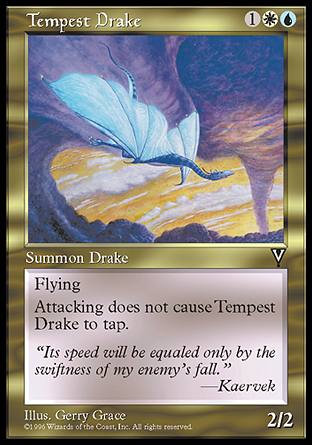 Tempest Drake 1
V
Summon Drake
Flying
Attacking does not cause Tempest
Drake to tap.
“Its speed will be equaled only by the
swiftness of my enemy’s fall.”
—Kaervek
Illus. Gerry Grace
©1996 Wizards of the Coast, Inc. All rights reserved.
2/2